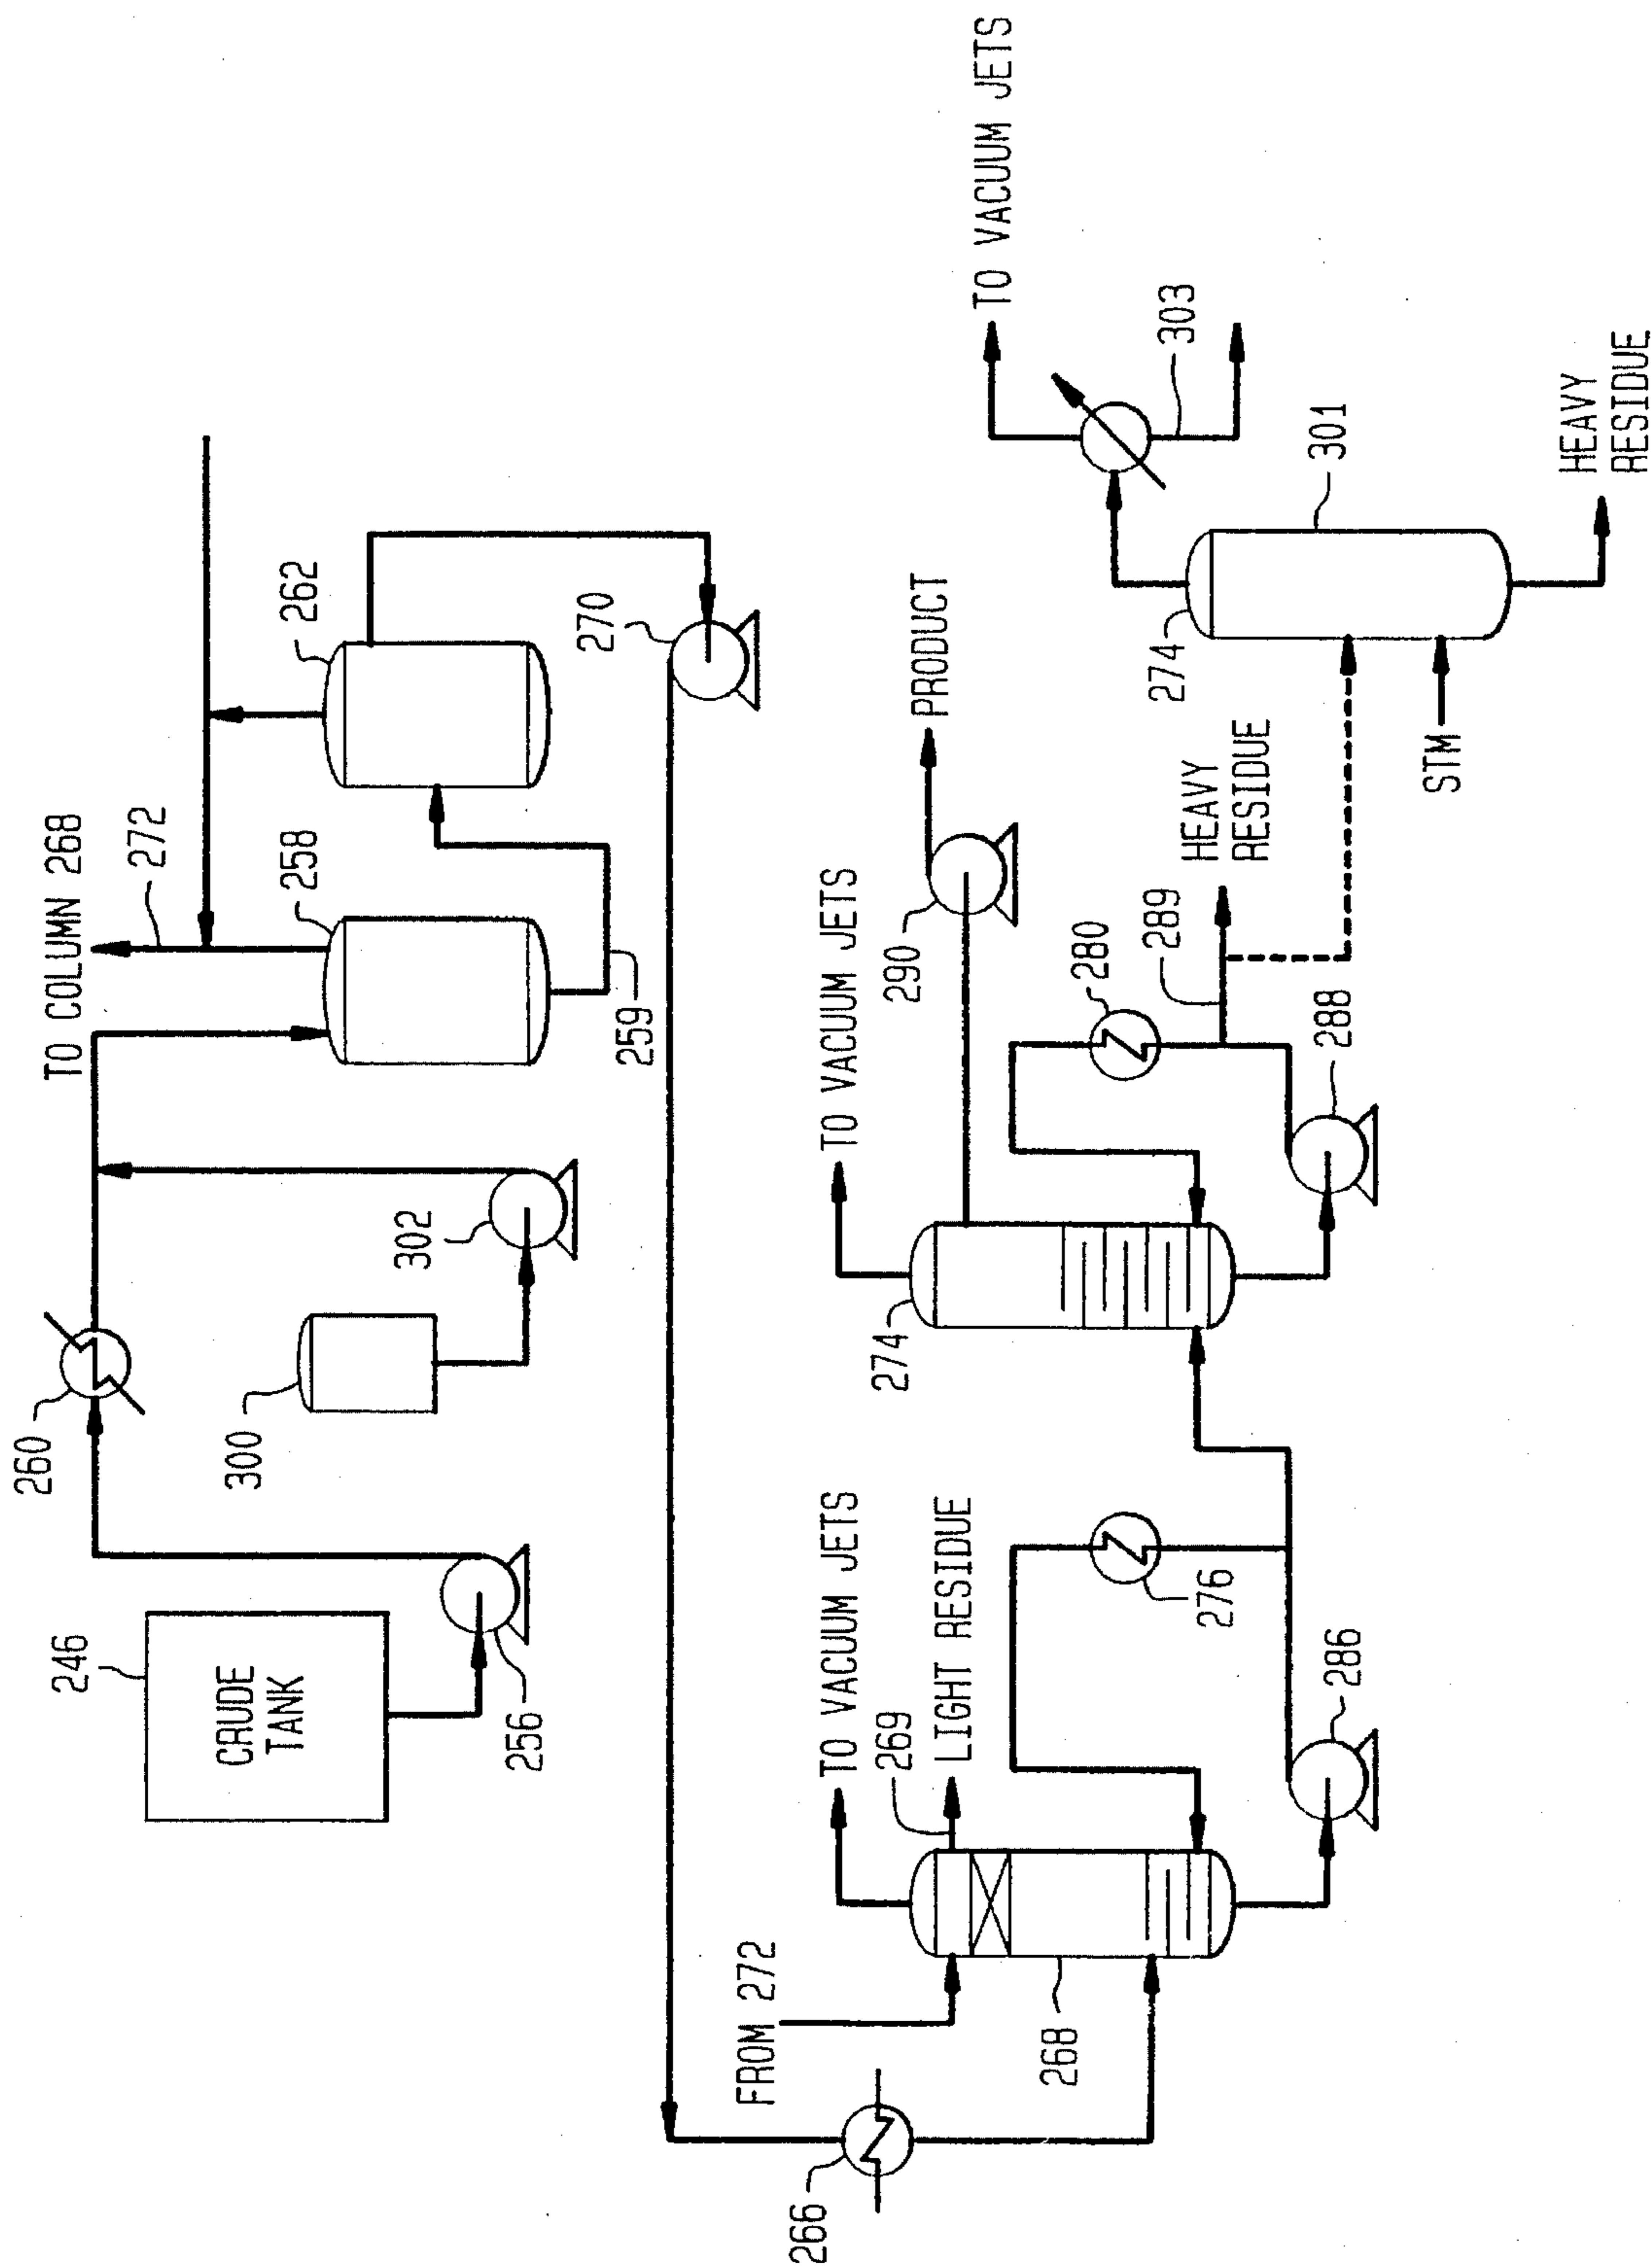 246
CRUDE
TANK
256
260
300
302
TO COLUMN 268
272
258
259
262
270
266
FROM 272
268
TO VACUUM JETS
269
LIGHT RESIDUE
276
286
274
TO VACUUM JETS
290
PRODUCT
280
289
HEAVY
RESIDUE
288
STM
274
301
303
TO VACUUM JETS
HEAVY
RESIDUE